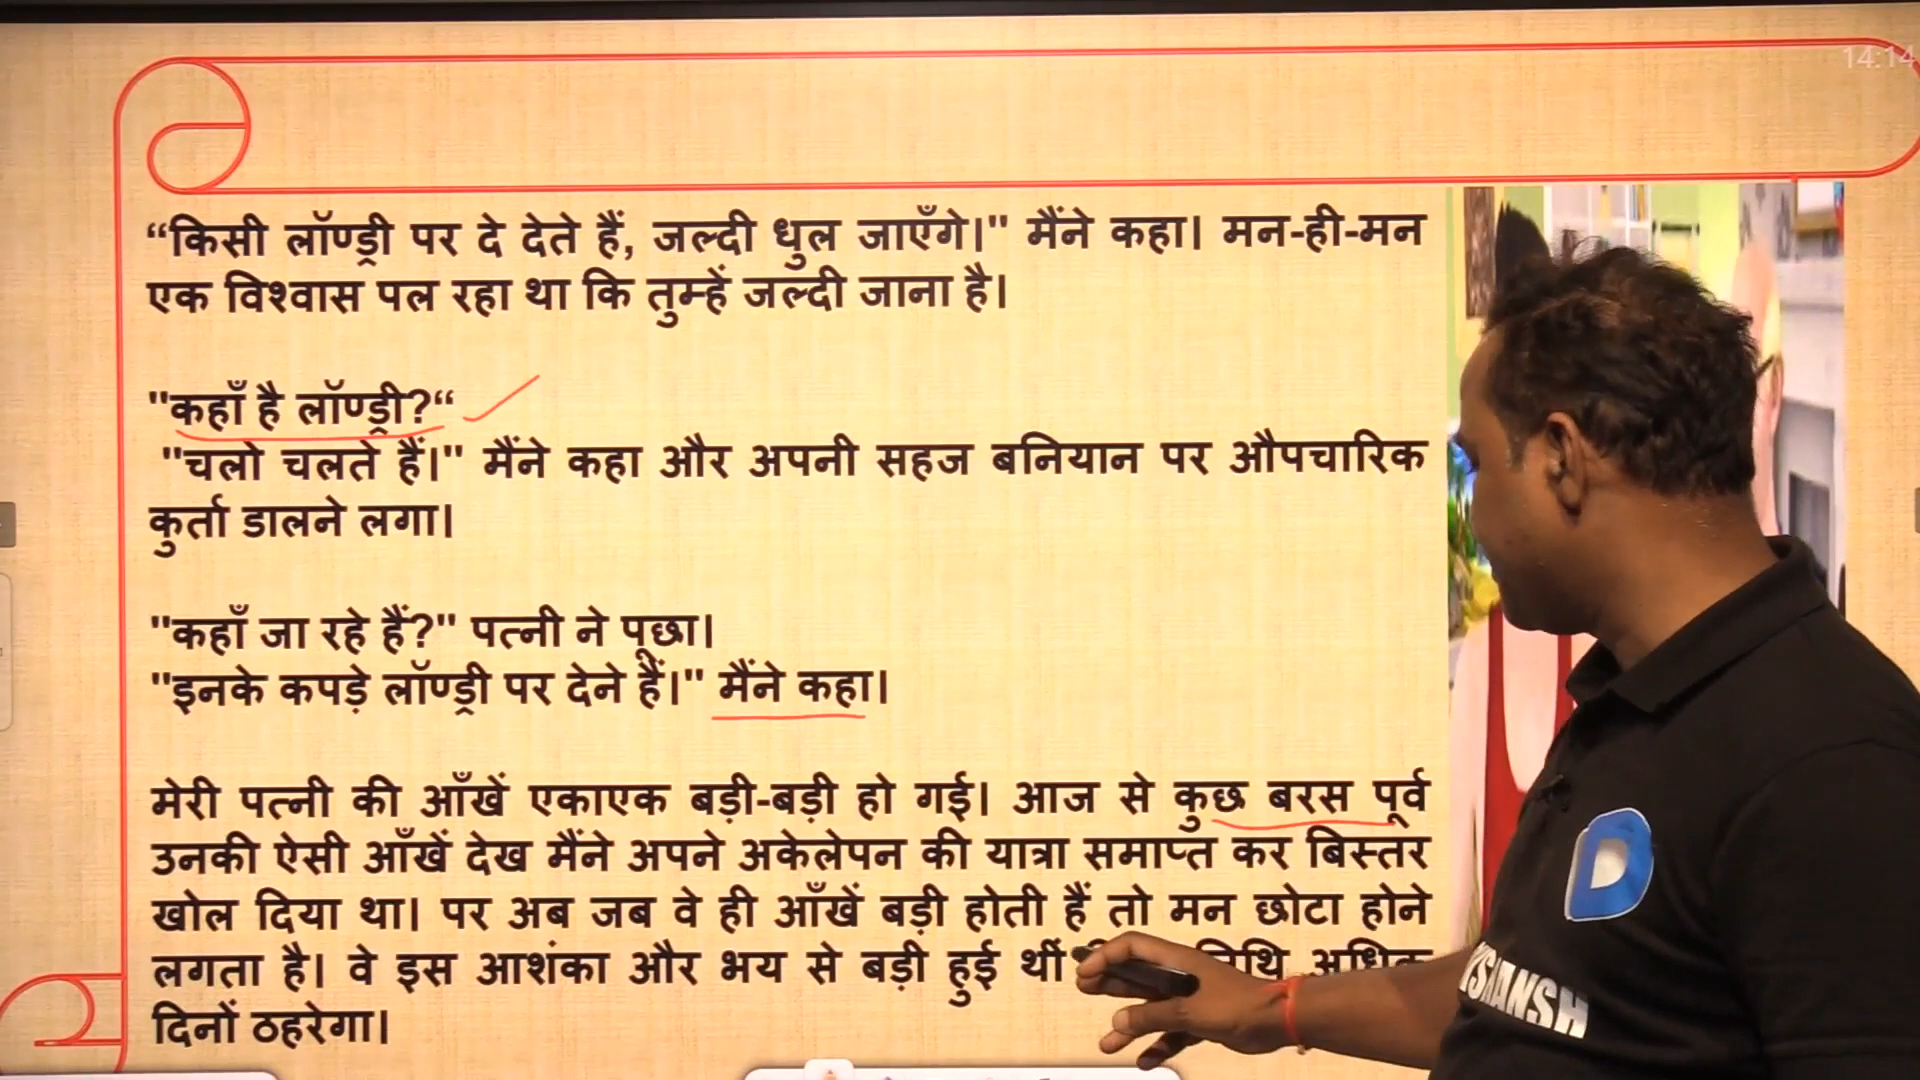 14:14
“किसी लॉण्ड्री पर दे देते हैं, जल्दी धुल जाएँगे।" मैंने कहा। मन-ही-मन
एक विश्वास पल रहा था कि तुम्हें जल्दी जाना है।
"कहाँ है लॉण्ड्री?“
"चलो चलते हैं।" मैंने कहा और अपनी सहज बनियान पर औपचारिक
कुर्ता डालने लगा।
"कहाँ जा रहे हैं?" पत्नी ने पूछा।
"इनके कपड़े लॉण्ड्री पर देने हैं।" मैंने कहा।
मेरी पत्नी की आँखें एकाएक बड़ी-बड़ी हो गई। आज से कुछ बरस पूर्व
उनकी ऐसी आँखें देख मैंने अपने अकेलेपन की यात्रा समाप्त कर बिस्तर
खोल दिया था। पर अब जब वे ही आँखें बड़ी होती हैं तो मन छोटा होने
लगता है। वे इस आशंका और भय से बड़ी हुई थीं अधिक
दिनों ठहरेगा।
D